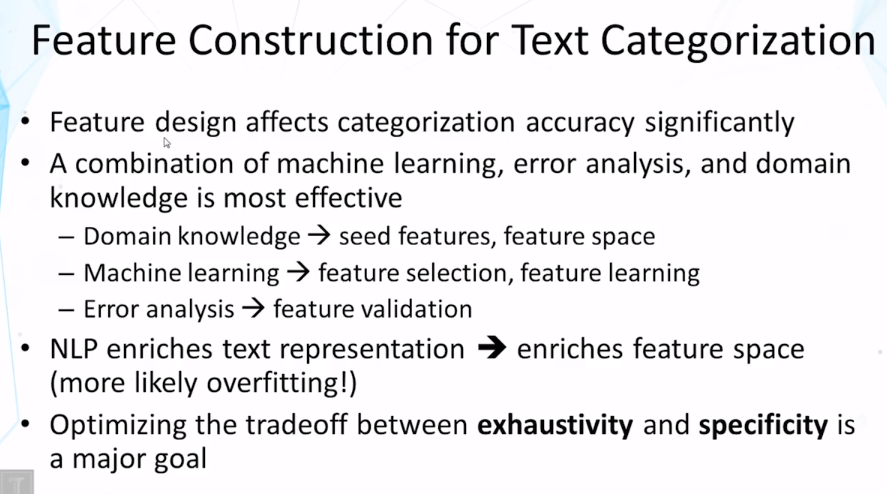 Feature Construction for Text Categorization
• Feature design affects categorization accuracy significantly
• A combination of machine learning, error analysis, and domain
knowledge is most effective
– Domain knowledge → seed features, feature space
– Machine learning → feature selection, feature learning
– Error analysis → feature validation
• NLP enriches text representation → enriches feature space
(more likely overfitting!)
• Optimizing the tradeoff between exhaustivity and specificity is
a major goal